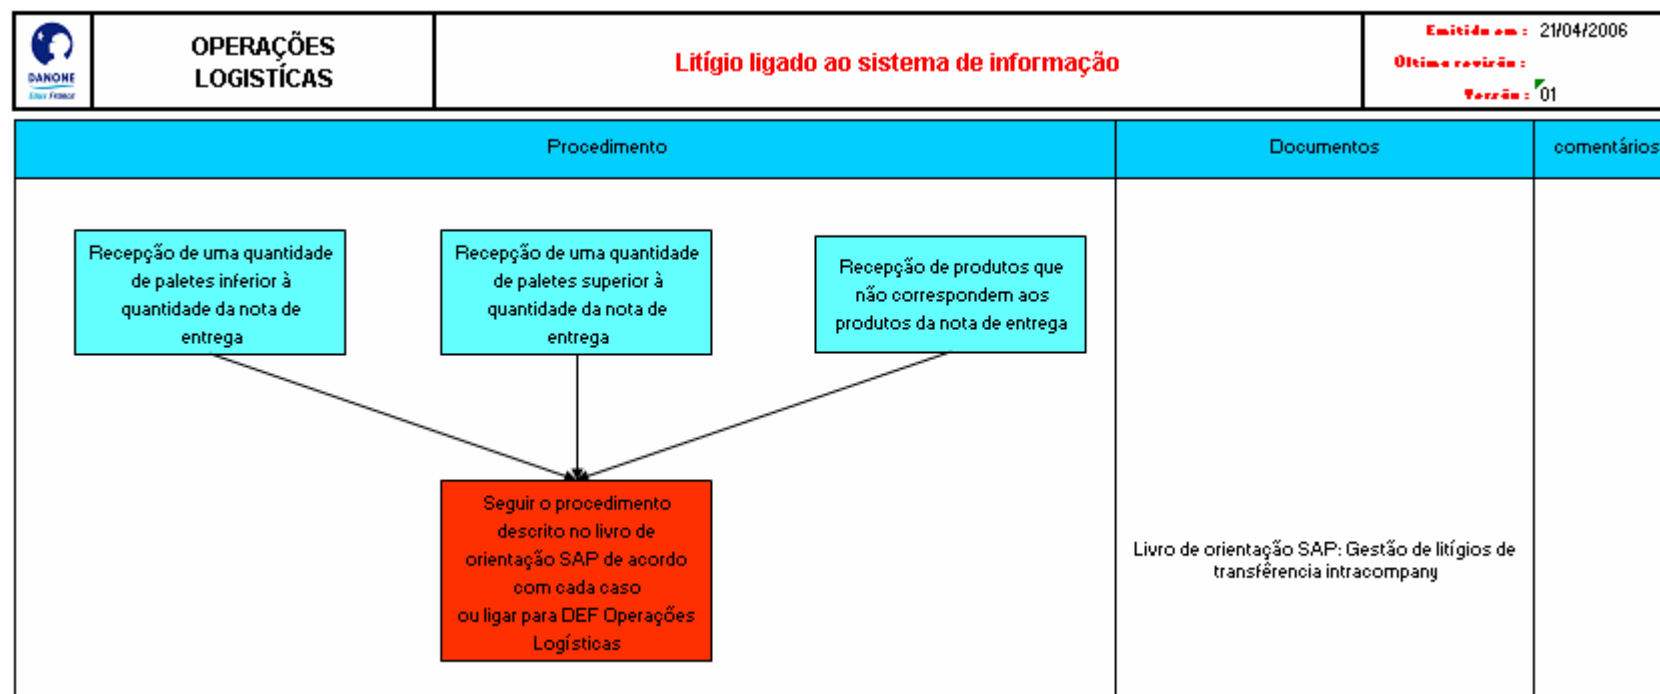 DANONE
Eaux France
OPERAÇÕES
LOGISTÍCAS
Litígio ligado ao sistema de informação
Emitido em : 21/04/2006
Última revisão :
Versão : 01
Procedimento
Documentos
comentários
Recepção de uma quantidade
de paletes inferior à
quantidade da nota de
entrega
Recepção de uma quantidade
de paletes superior à
quantidade da nota de
entrega
Recepção de produtos que
não correspondem aos
produtos da nota de entrega
Seguir o procedimento
descrito no livro de
orientação SAP de acordo
com cada caso
ou ligar para DEF Operações
Logísticas
Livro de orientação SAP: Gestão de litígios de
transfêrencia intracompany